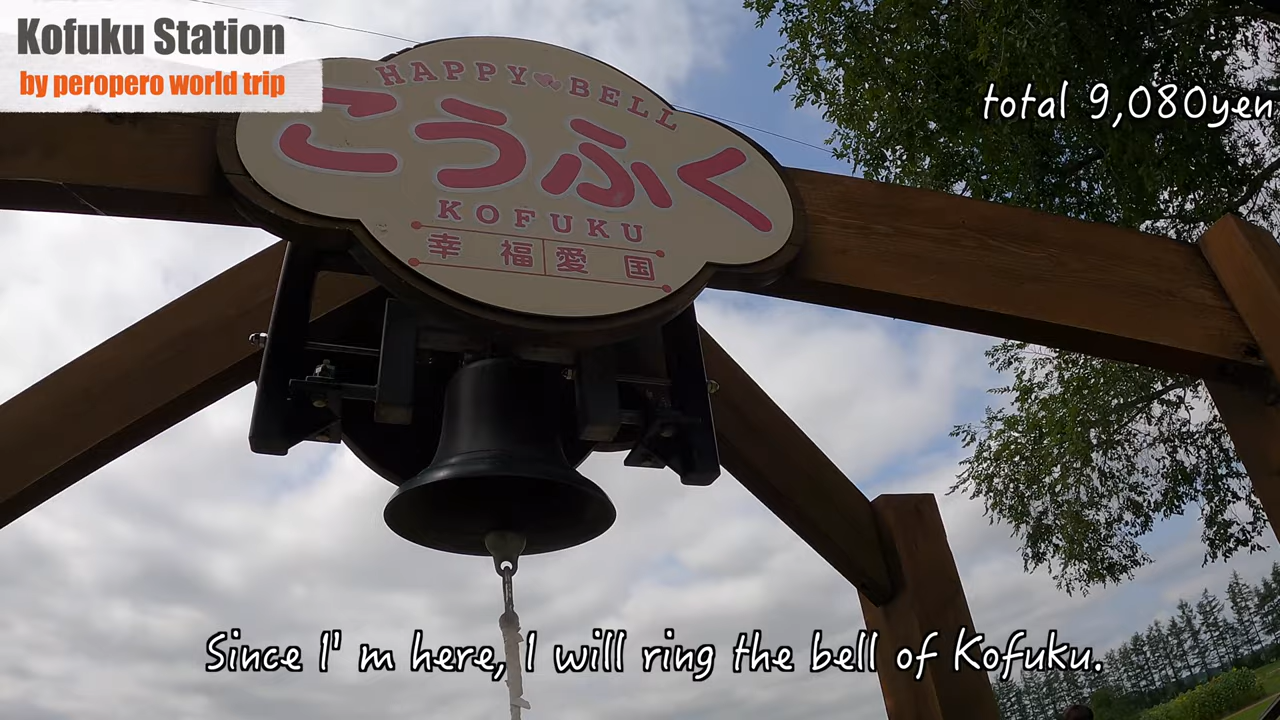 Kofuku Station
by peropero world trip
total 9,080yen
HAPPY BELL
こうふく
KOFUKU
幸福 愛国
Since I'm here, I will ring the bell of Kofuku.